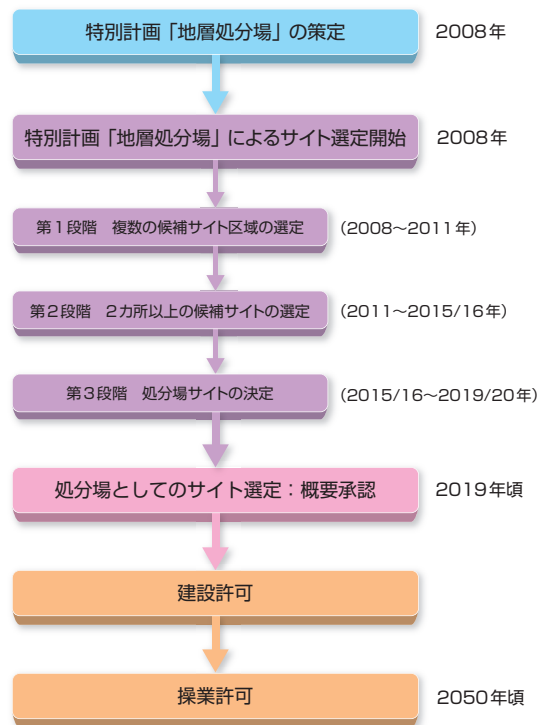 特別計画「地層処分場」の策定 2008年
特別計画「地層処分場」によるサイト選定開始 2008年
第1段階 複数の候補サイト区域の選定 (2008～2011年)
第2段階 2カ所以上の候補サイトの選定 (2011～2015/16年)
第3段階 処分場サイトの決定 (2015/16～2019/20年)
処分場としてのサイト選定：概要承認 2019年頃
建設許可
操業許可 2050年頃